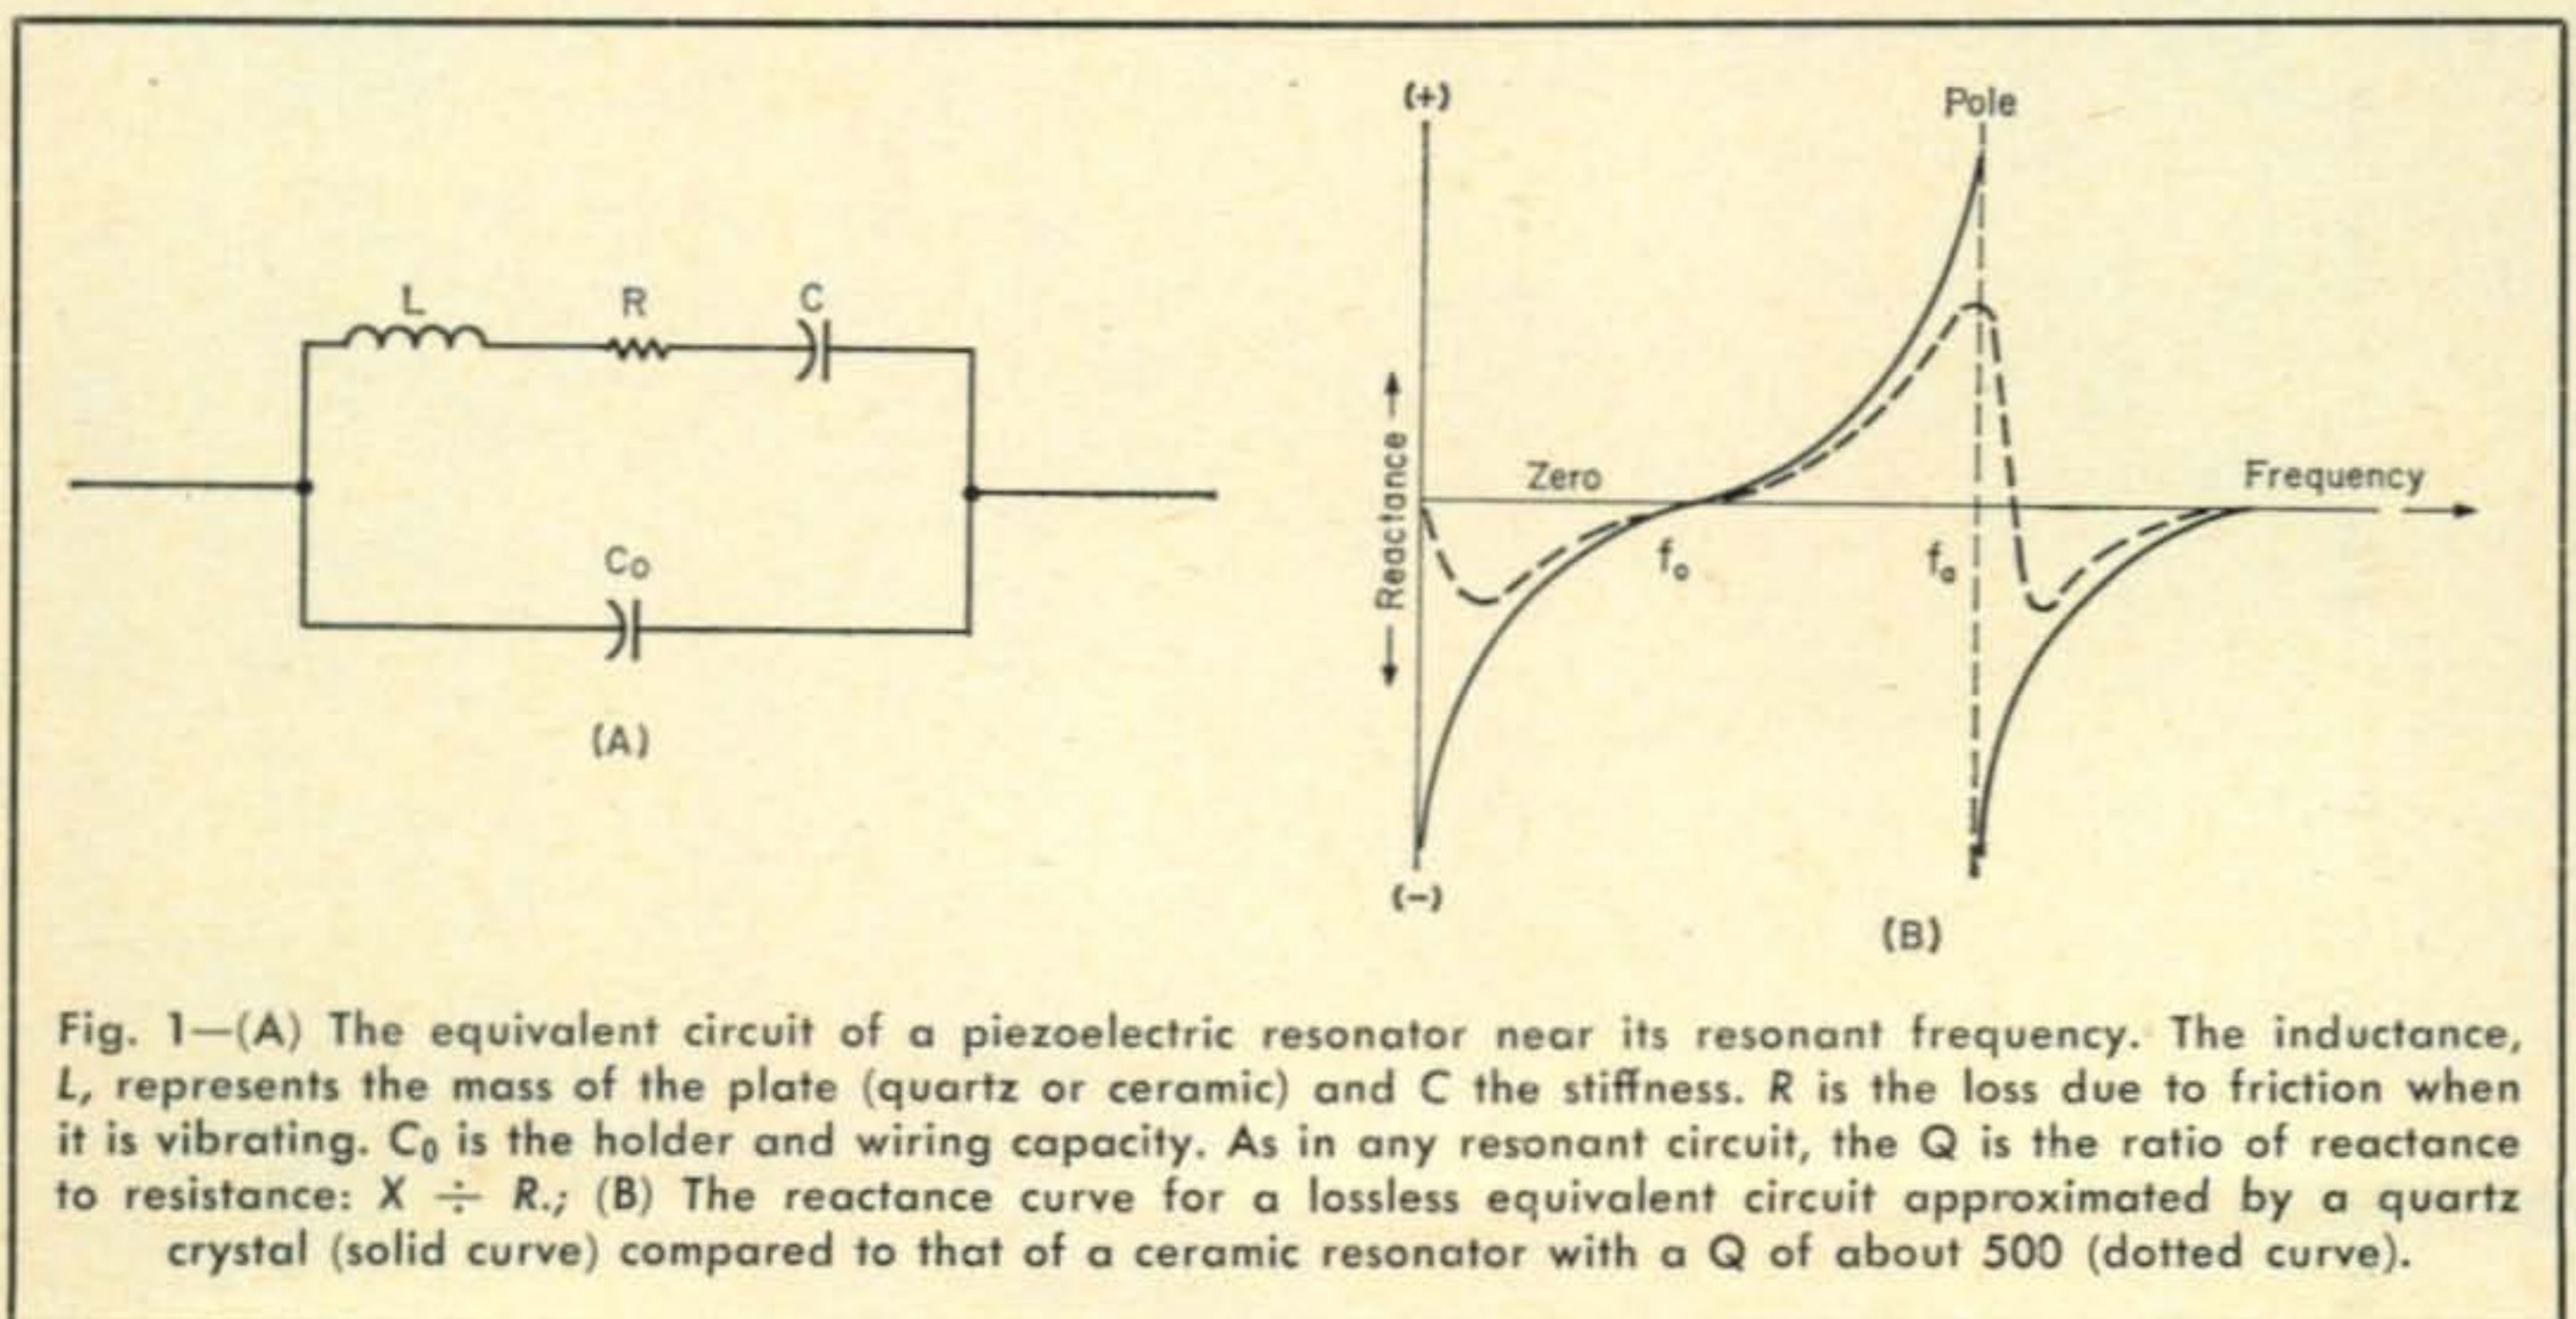 L
R
C
C₀
(A)
(+)
Pole
Reactance
Zero
Frequency
f₀
fₐ
(−)
(B)
Fig. 1—(A) The equivalent circuit of a piezoelectric resonator near its resonant frequency. The inductance,
L, represents the mass of the plate (quartz or ceramic) and C the stiffness. R is the loss due to friction when
it is vibrating. C₀ is the holder and wiring capacity. As in any resonant circuit, the Q is the ratio of reactance
to resistance: X ÷ R.; (B) The reactance curve for a lossless equivalent circuit approximated by a quartz
crystal (solid curve) compared to that of a ceramic resonator with a Q of about 500 (dotted curve).